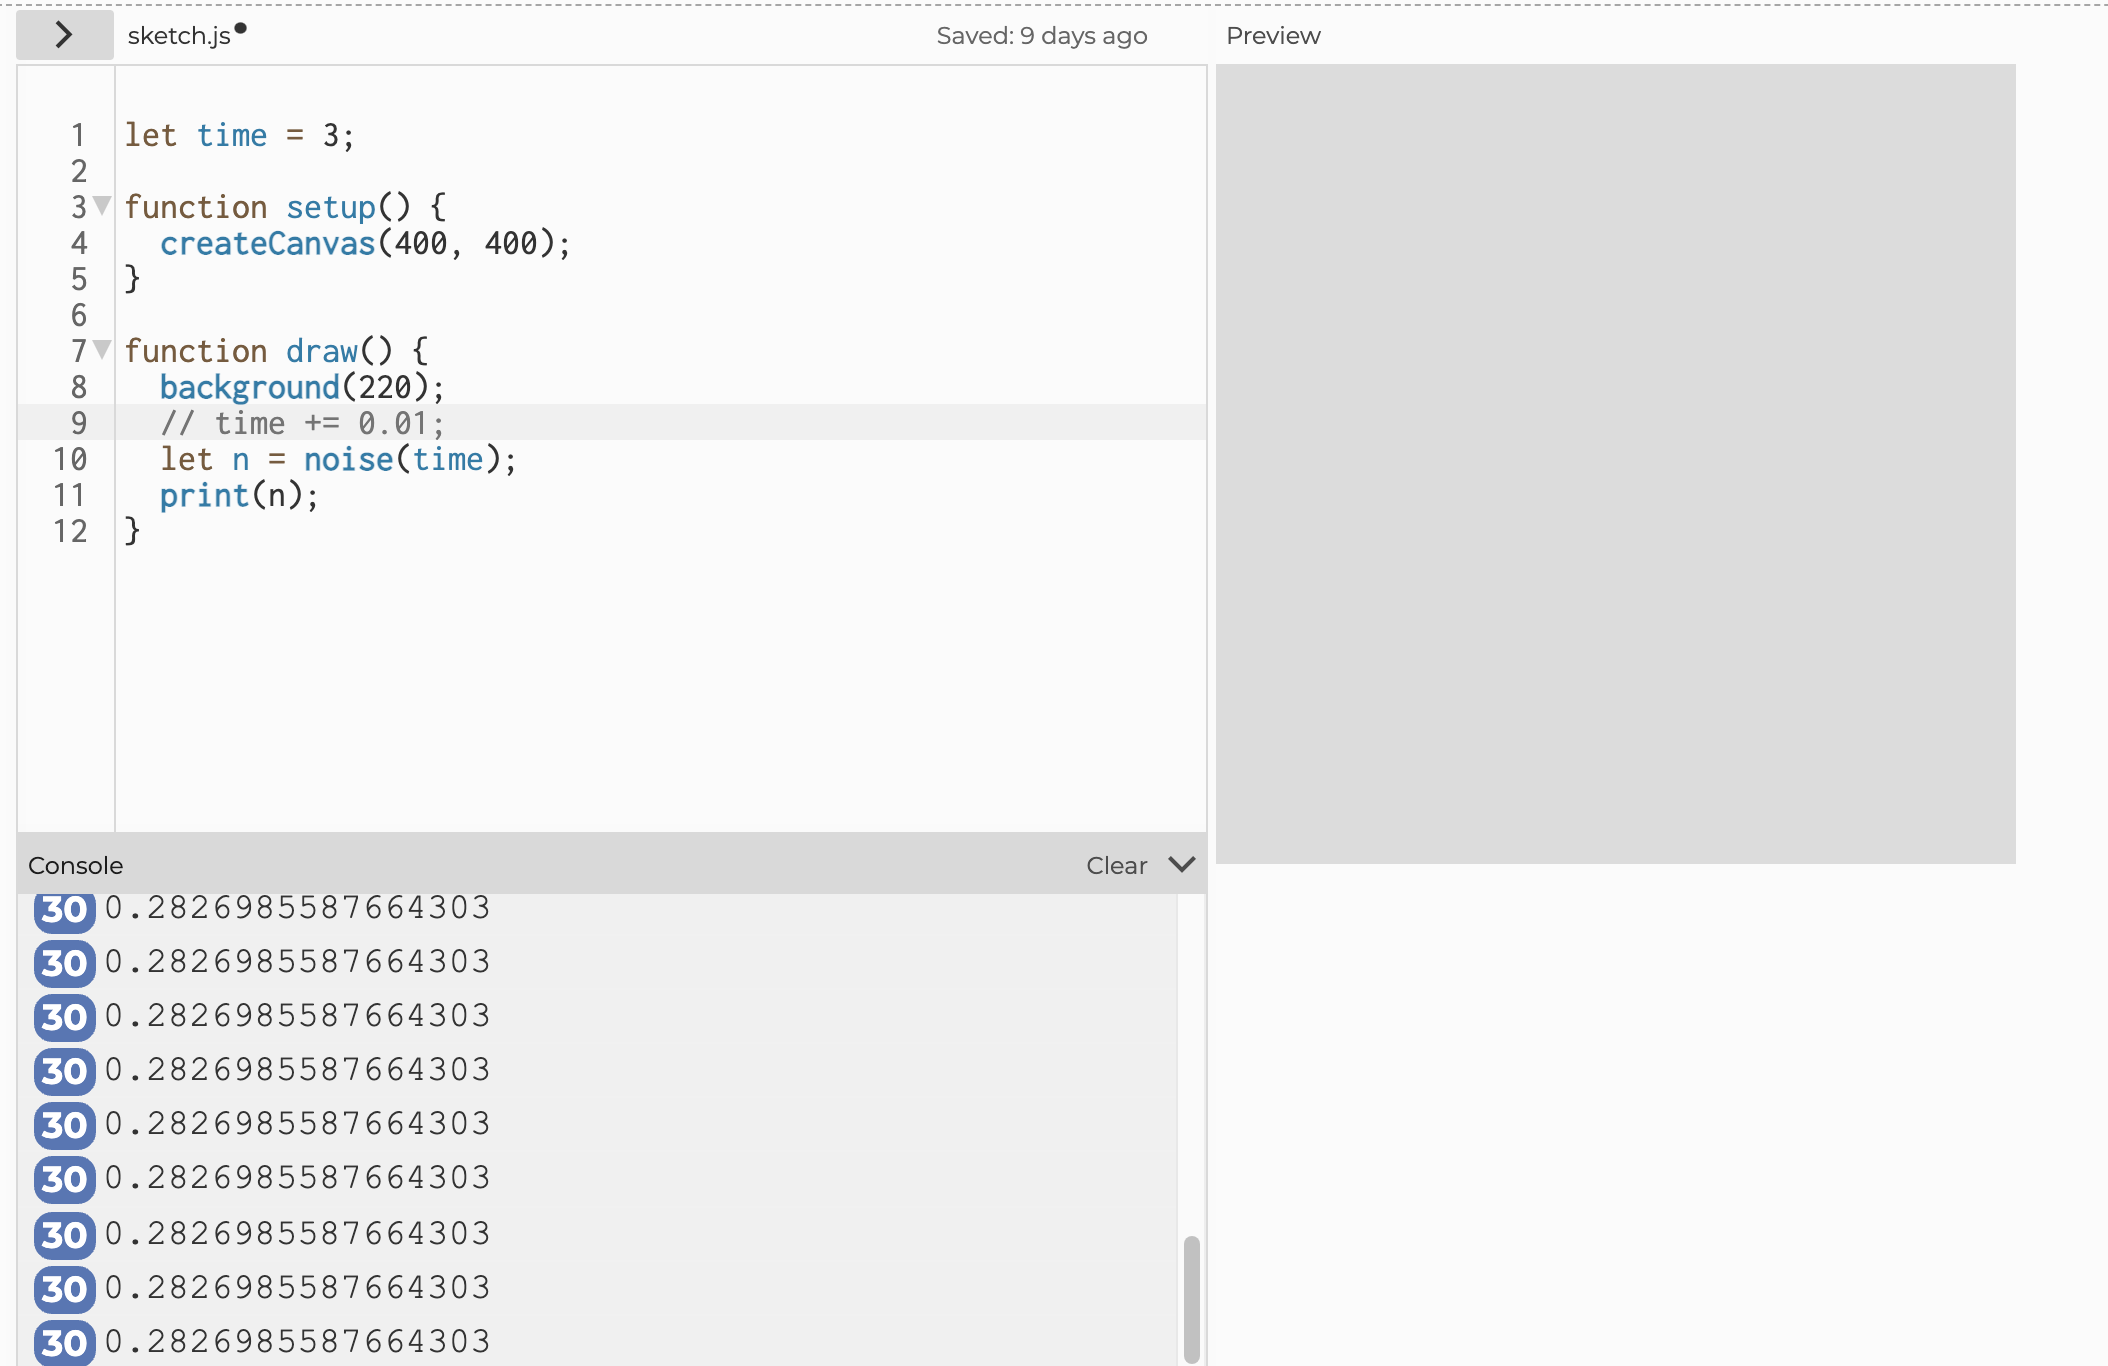 sketch.js
Saved: 9 days ago
Preview
1 let time = 3;
2
3 function setup() {
4 createCanvas(400, 400);
5 }
6
7 function draw() {
8 background(220);
9 // time += 0.01;
10 let n = noise(time);
11 print(n);
12 }
Console
Clear
30 0.2826985587664303
30 0.2826985587664303
30 0.2826985587664303
30 0.2826985587664303
30 0.2826985587664303
30 0.2826985587664303
30 0.2826985587664303
30 0.2826985587664303
30 0.2826985587664303